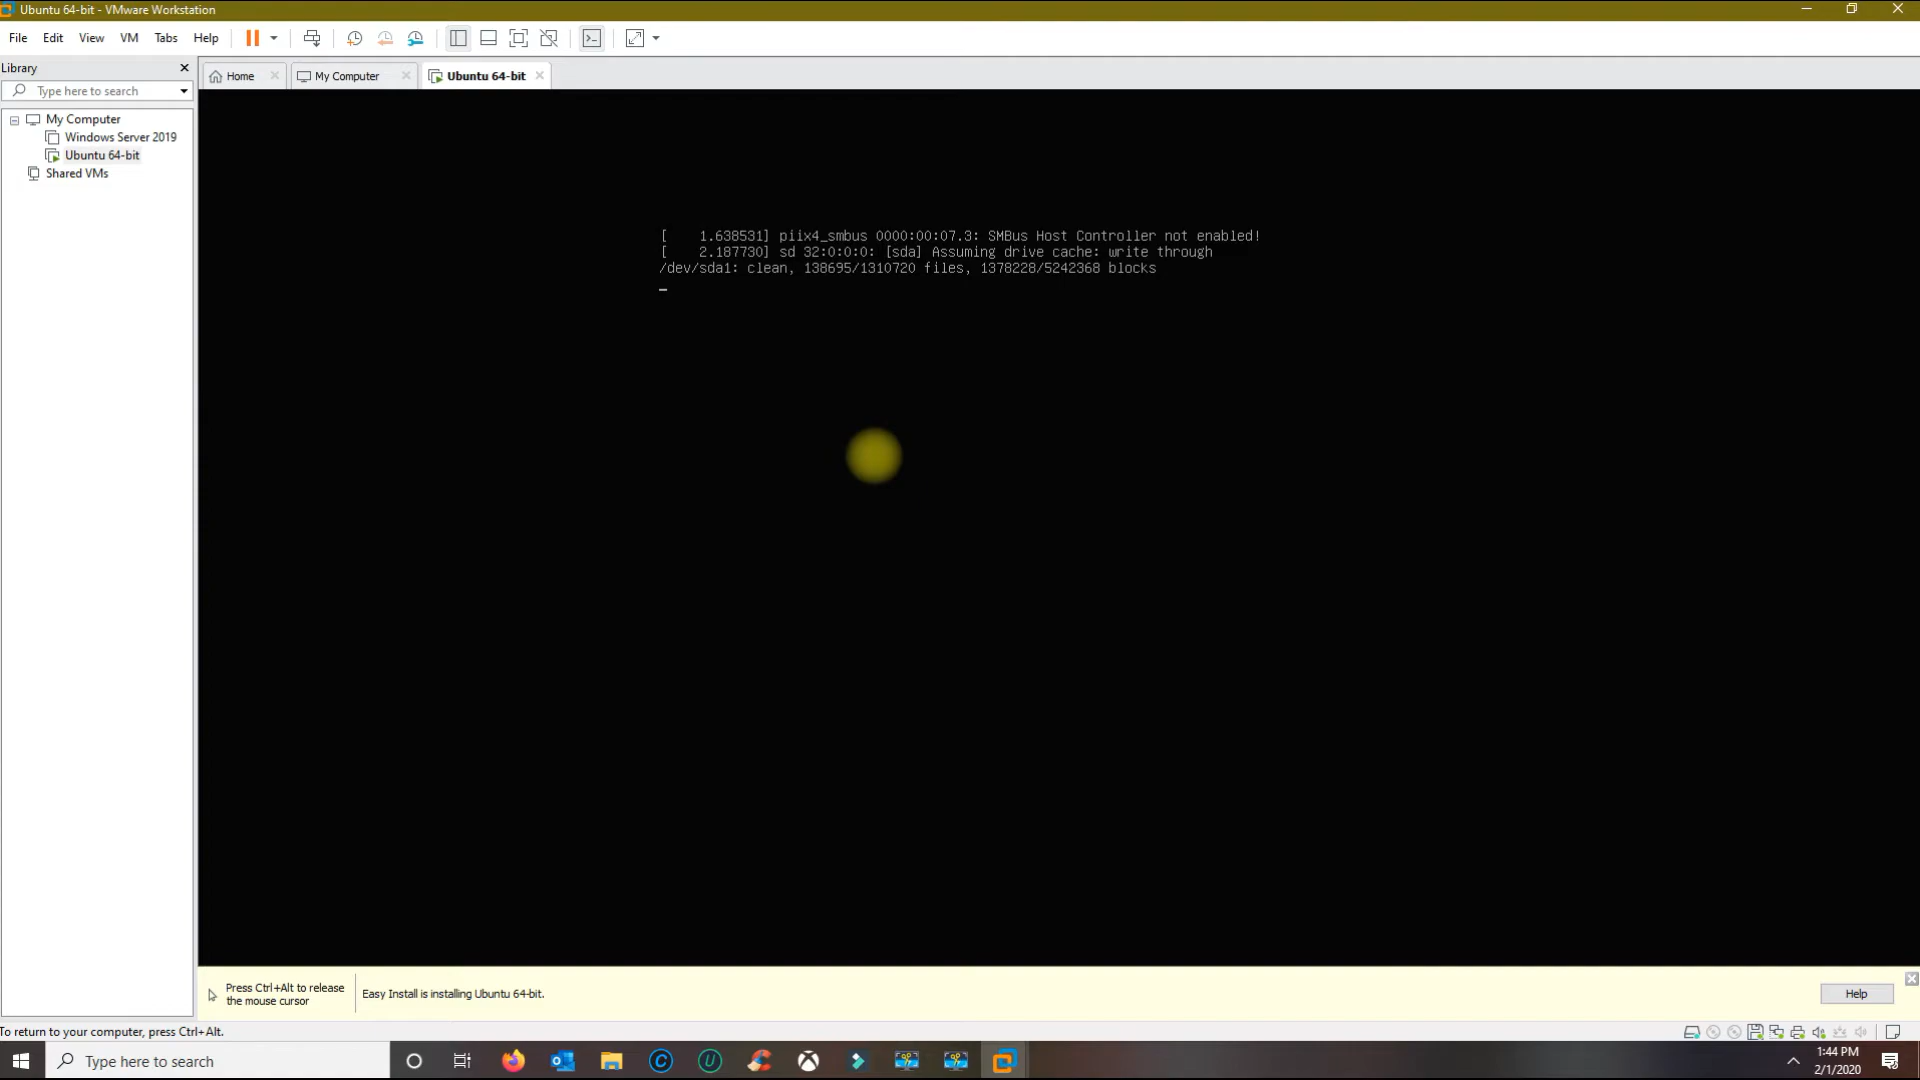 Ubuntu 64-bit - VMware Workstation
File Edit View VM Tabs Help
Library
Home
My Computer
Ubuntu 64-bit
Type here to search
My Computer
Windows Server 2019
Ubuntu 64-bit
Shared VMs
[    1.638531] piix4_smbus 0000:00:07.3: SMBus Host Controller not enabled!
[    2.187730] sd 32:0:0:0: [sda] Assuming drive cache: write through
/dev/sda1: clean, 138695/1310720 files, 1378228/5242368 blocks
Press Ctrl+Alt to release
the mouse cursor
Easy Install is installing Ubuntu 64-bit.
Help
To return to your computer, press Ctrl+Alt.
Type here to search
1:44 PM
2/1/2020